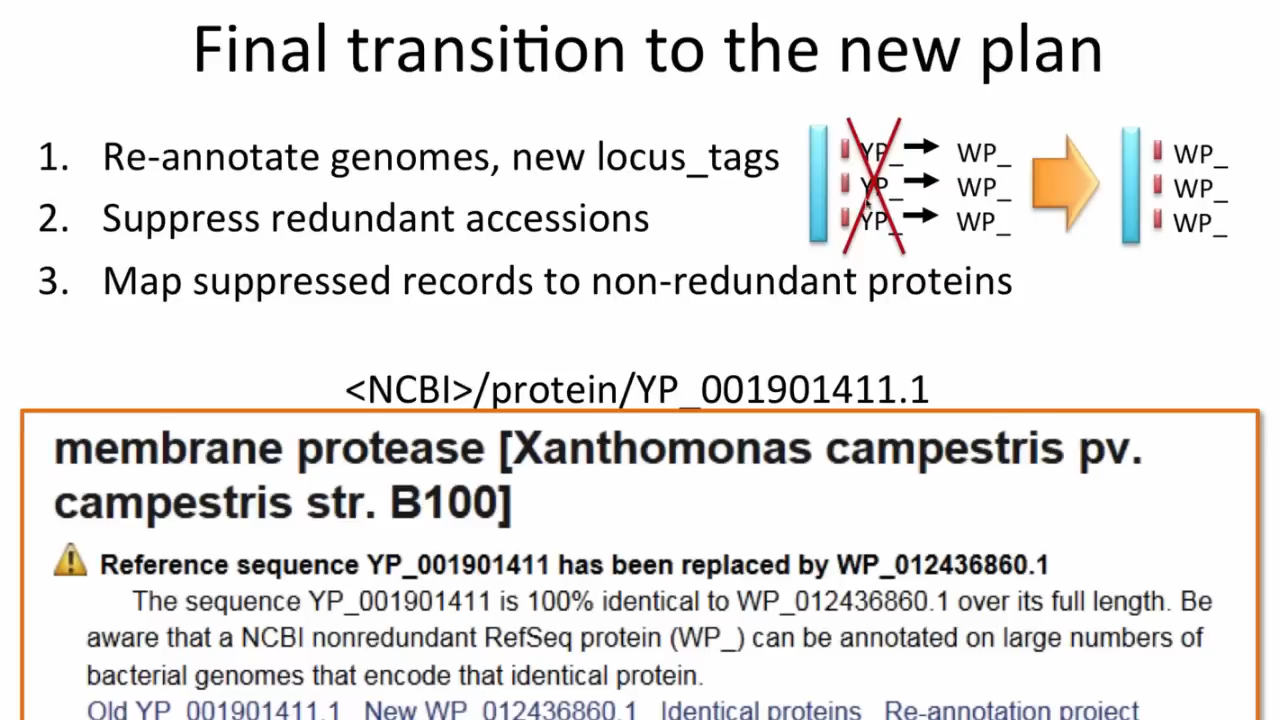 Final transition to the new plan
1. Re-annotate genomes, new locus_tags
2. Suppress redundant accessions
3. Map suppressed records to non-redundant proteins
YP_ WP_ WP_
YP_ WP_ WP_
YP_ WP_ WP_
<NCBI>/protein/YP_001901411.1
membrane protease [Xanthomonas campestris pv.
campestris str. B100]
Reference sequence YP_001901411 has been replaced by WP_012436860.1
The sequence YP_001901411 is 100% identical to WP_012436860.1 over its full length. Be
aware that a NCBI nonredundant RefSeq protein (WP_) can be annotated on large numbers of
bacterial genomes that encode that identical protein.
Old YP_001901411.1 New WP_012436860.1 Identical proteins Re-annotation project